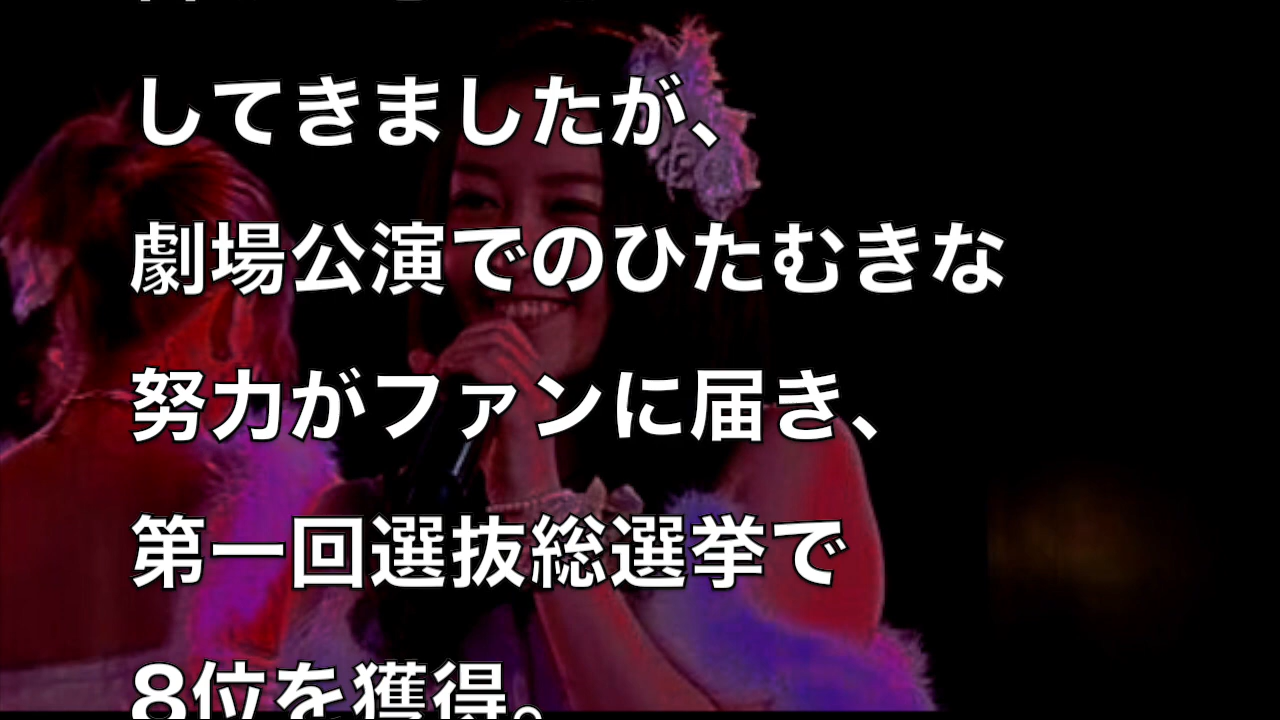 してきましたが、
劇場公演でのひたむきな
努力がファンに届き、
第一回選抜総選挙で
8位を獲得。